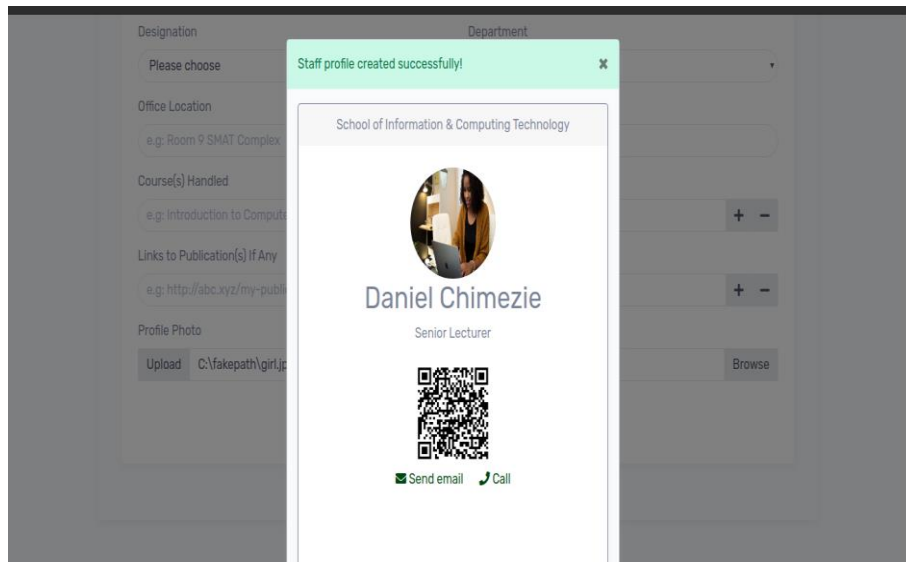 Designation
Department
Please choose
Staff profile created successfully!
×
Office Location
e.g: Room 9 SMAT Complex
School of Information & Computing Technology
Course(s) Handled
e.g: Introduction to Compute
+ −
Links to Publication(s) If Any
e.g: http://abc.xyz/my-publi
+ −
Daniel Chimezie
Senior Lecturer
Profile Photo
Upload C:\fakepath\girl.jp
Browse
Send email Call